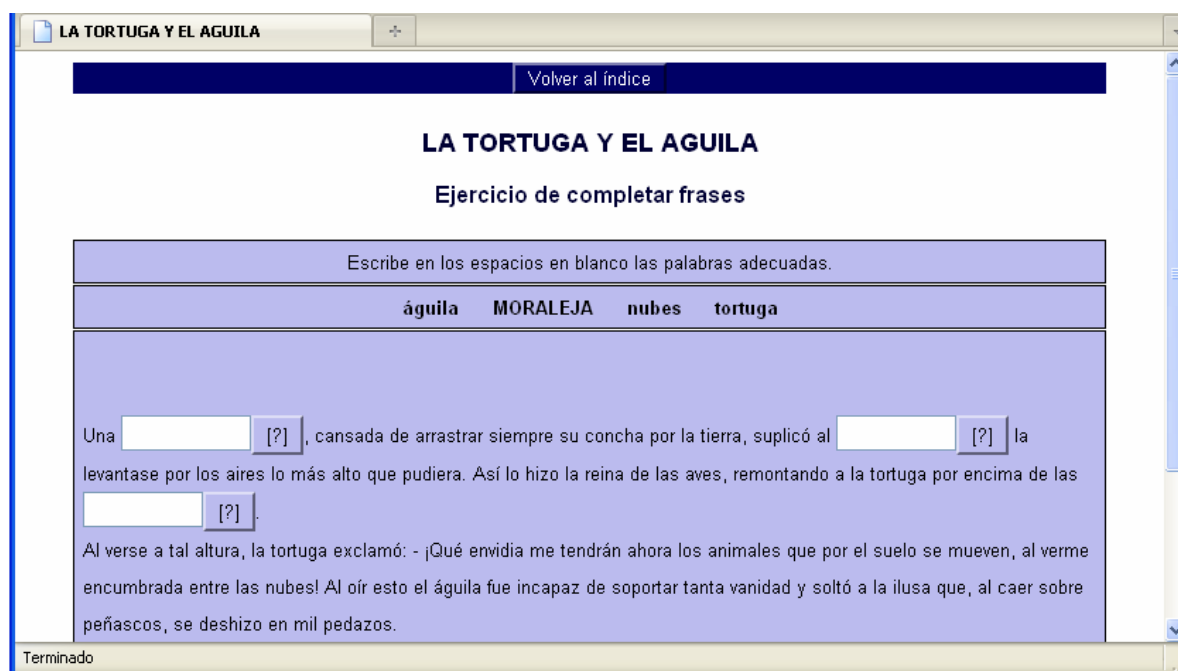 LA TORTUGA Y EL AGUILA
Volver al índice
LA TORTUGA Y EL AGUILA
Ejercicio de completar frases
Escribe en los espacios en blanco las palabras adecuadas.
águila MORALEJA nubes tortuga
Una [?] , cansada de arrastrar siempre su concha por la tierra, suplicó al [?] la
levantase por los aires lo más alto que pudiera. Así lo hizo la reina de las aves, remontando a la tortuga por encima de las
[?] .
Al verse a tal altura, la tortuga exclamó: - ¡Qué envidia me tendrán ahora los animales que por el suelo se mueven, al verme
encumbrada entre las nubes! Al oír esto el águila fue incapaz de soportar tanta vanidad y soltó a la ilusa que, al caer sobre
peñascos, se deshizo en mil pedazos.
Terminado